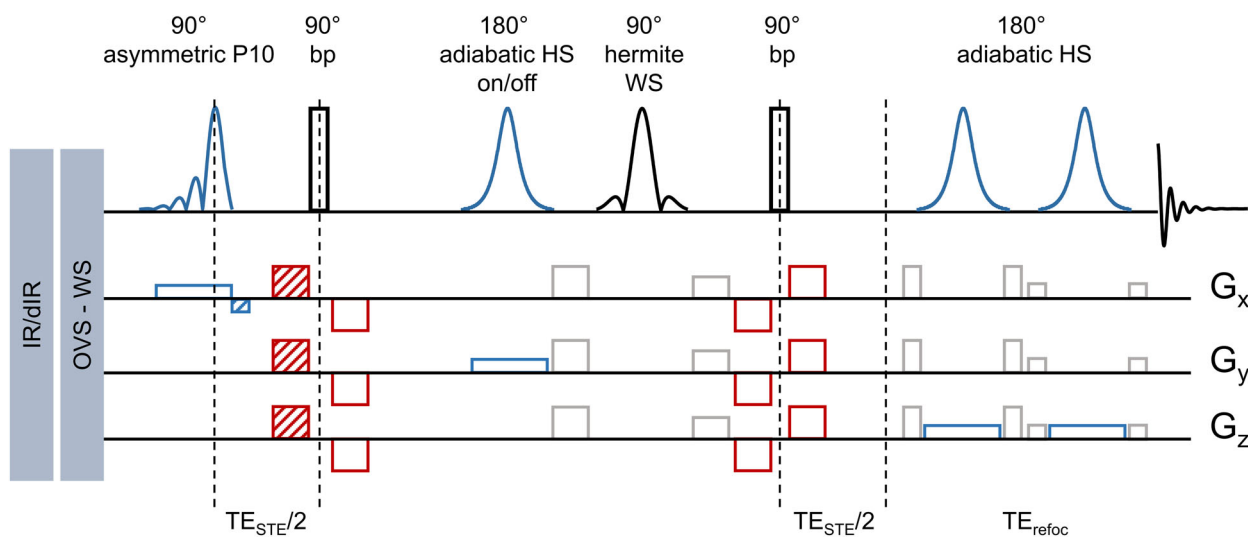 90° 90° 180° 90° 90° 180°
asymmetric P10 bp adiabatic HS hermite bp adiabatic HS
on/off WS
IR/dIR
OVS - WS
Gx
Gy
Gz
TESTE/2 TESTE/2 TErefoc